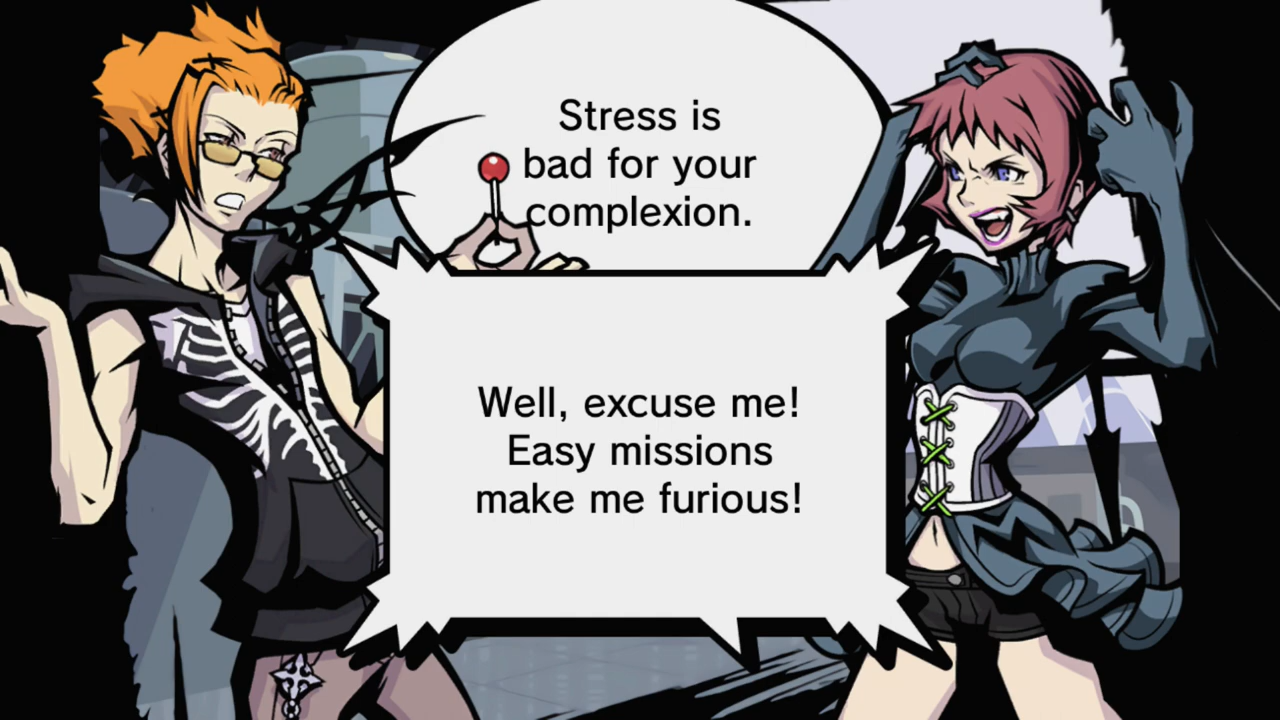 Stress is
bad for your
complexion.
Well, excuse me!
Easy missions
make me furious!